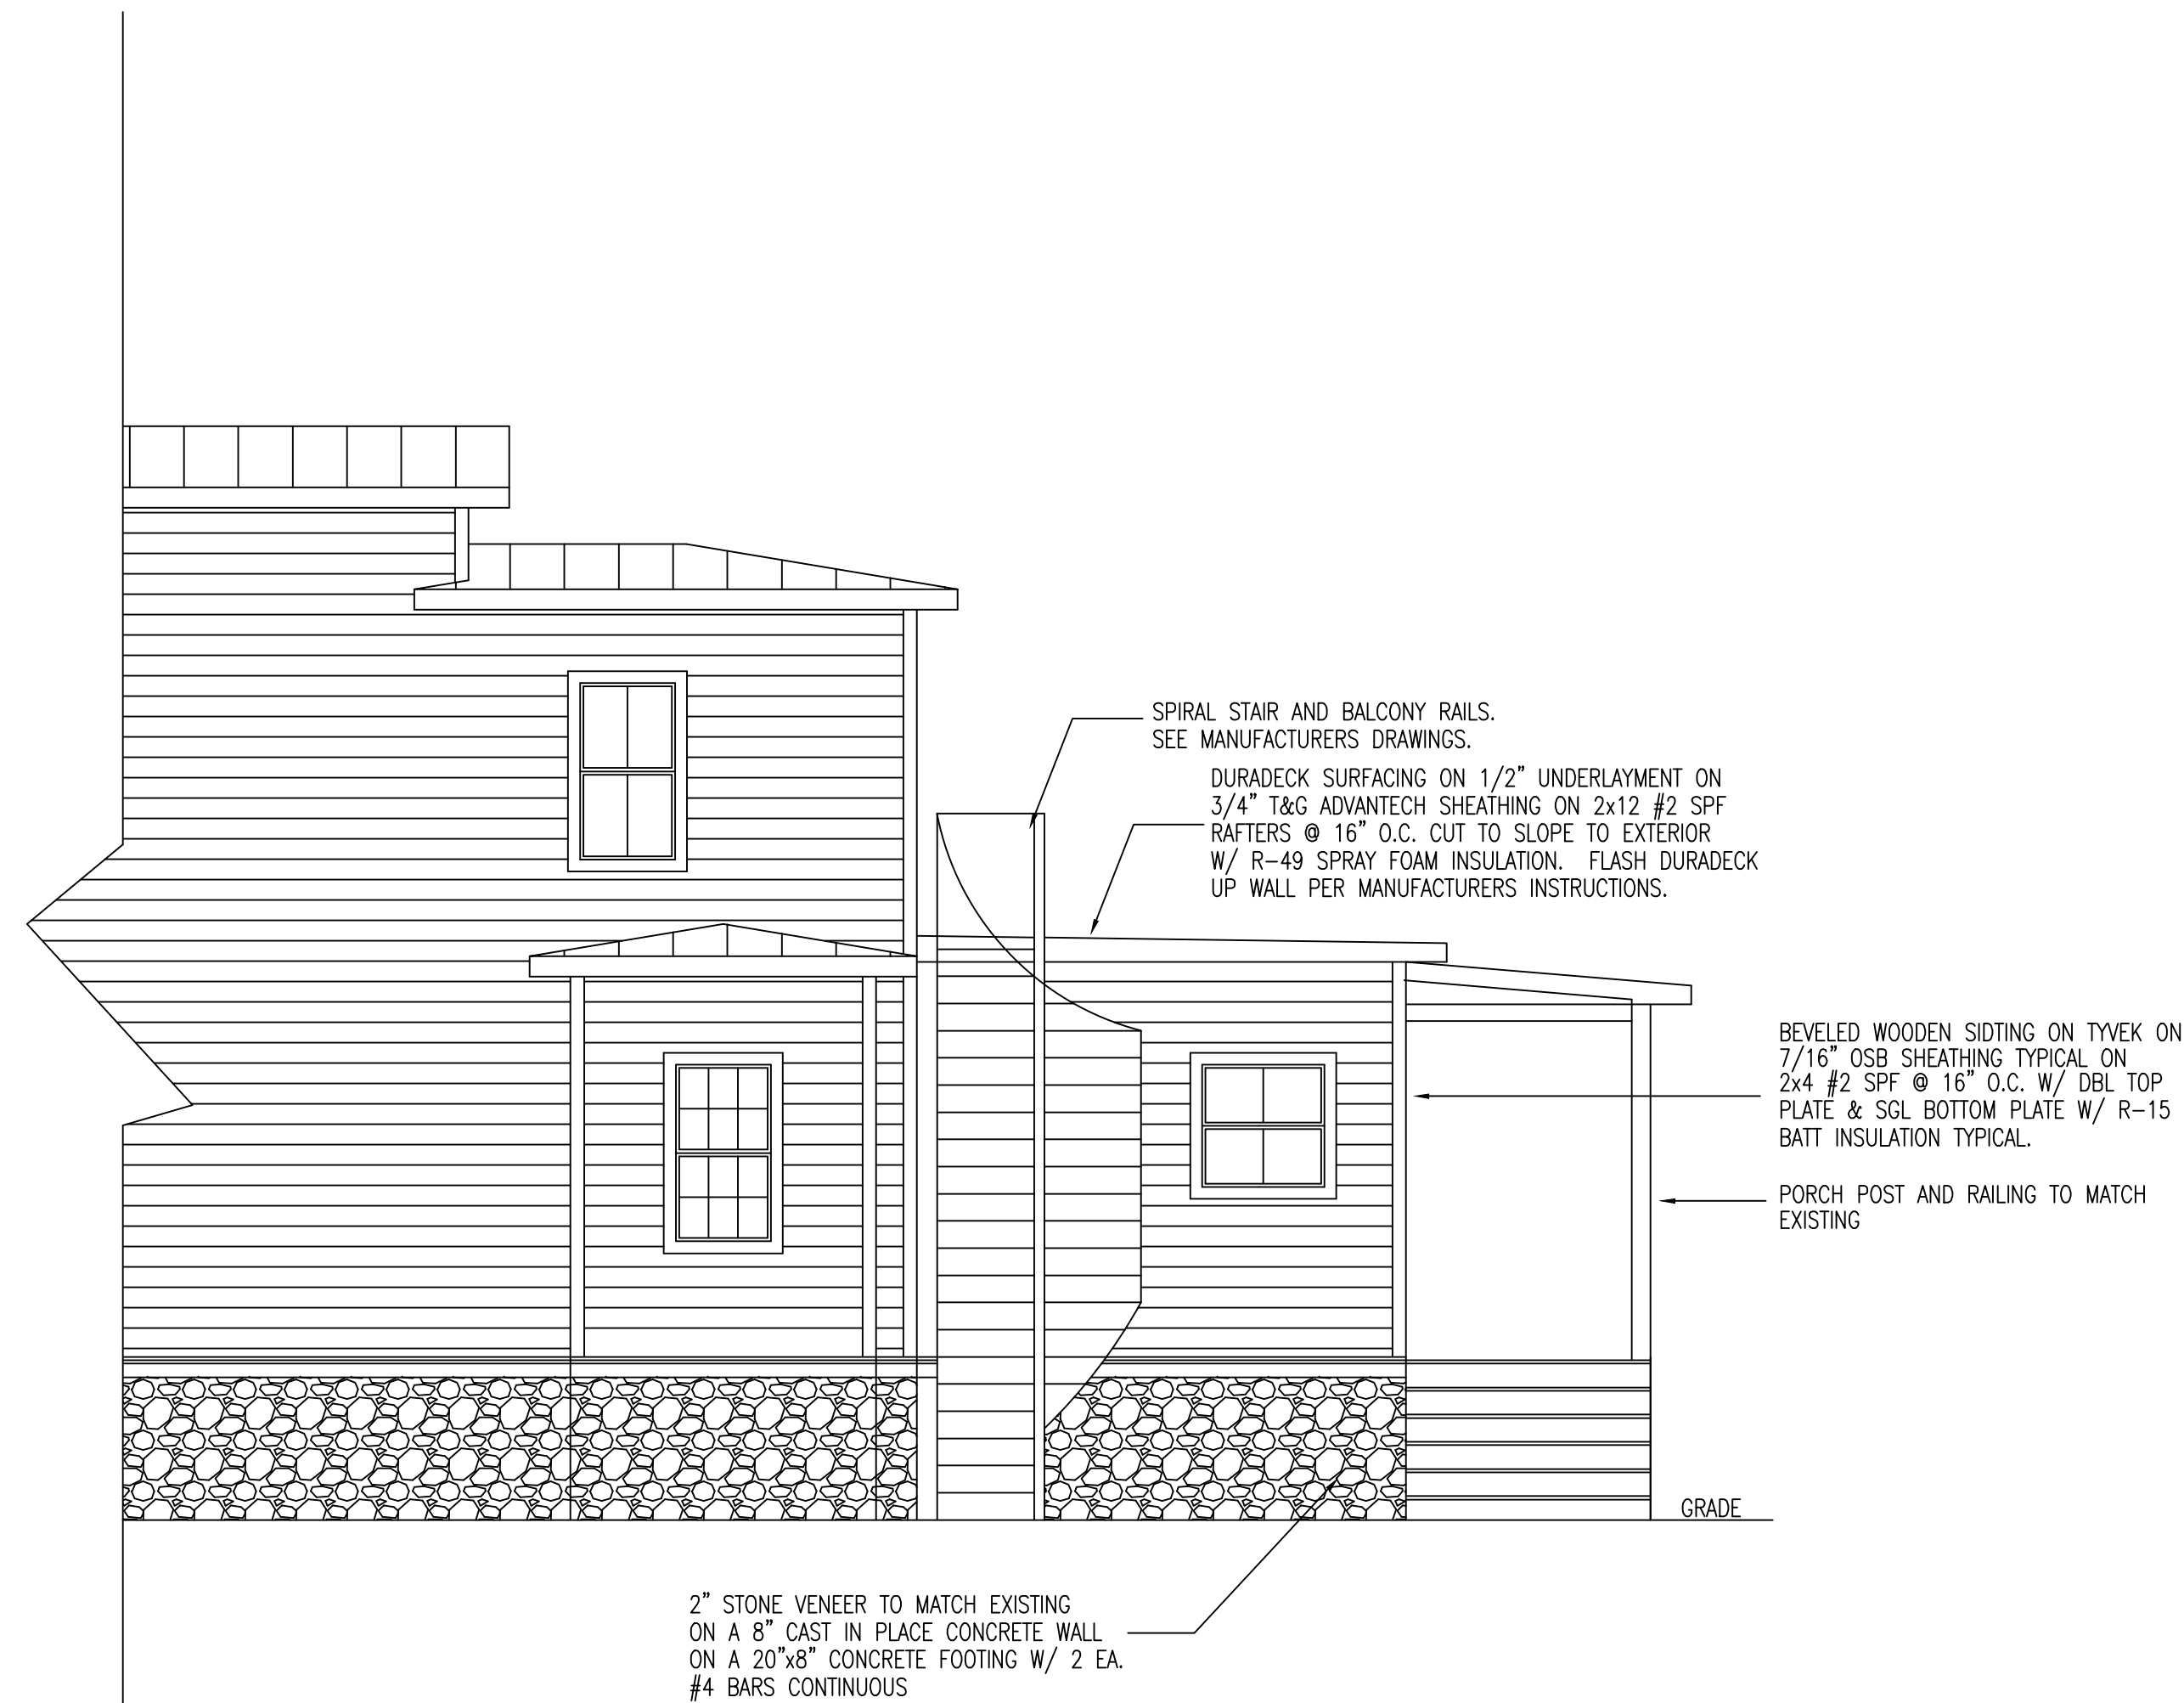 SPIRAL STAIR AND BALCONY RAILS.
SEE MANUFACTURERS DRAWINGS.
DURADECK SURFACING ON 1/2" UNDERLAYMENT ON
3/4" T&G ADVANTECH SHEATHING ON 2x12 #2 SPF
RAFTERS @ 16" O.C. CUT TO SLOPE TO EXTERIOR
W/ R-49 SPRAY FOAM INSULATION. FLASH DURADECK
UP WALL PER MANUFACTURERS INSTRUCTIONS.
BEVELED WOODEN SIDTING ON TYVEK ON
7/16" OSB SHEATHING TYPICAL ON
2x4 #2 SPF @ 16" O.C. W/ DBL TOP
PLATE & SGL BOTTOM PLATE W/ R-15
BATT INSULATION TYPICAL.
PORCH POST AND RAILING TO MATCH
EXISTING
GRADE
2" STONE VENEER TO MATCH EXISTING
ON A 8" CAST IN PLACE CONCRETE WALL
ON A 20"x8" CONCRETE FOOTING W/ 2 EA.
#4 BARS CONTINUOUS